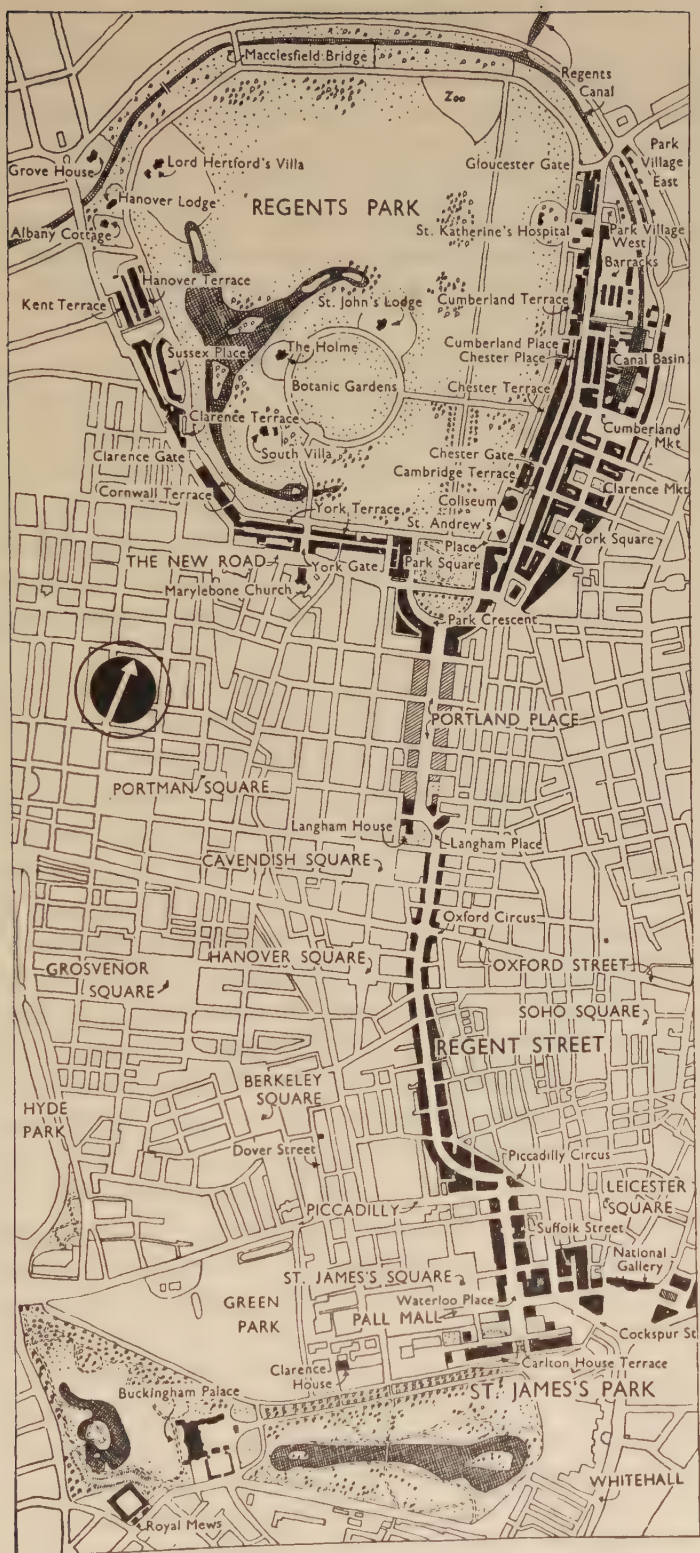 Macclesfield Bridge
Zoo
Regents
Canal
Grove House
Lord Hertford's Villa
Gloucester Gate
Park
Village
East
Hanover Lodge
REGENTS PARK
St. Katherine's Hospital
Park Village
West
Albany Cottage
Barracks
Hanover Terrace
Kent Terrace
St. John's Lodge
Cumberland Terrace
Sussex Place
The Holme
Cumberland Place
Chester Place
Canal Basin
Botanic Gardens
Chester Terrace
Clarence Terrace
Cumberland
Mkt
Clarence Gate
South Villa
Chester Gate
Cambridge Terrace
Clarence Mkt
Cornwall Terrace
Coliseum
York Terrace
St. Andrew's
Place
York Square
THE NEW ROAD
York Gate
Park Square
Marylebone Church
Park Crescent
PORTLAND PLACE
PORTMAN SQUARE
Langham House
Langham Place
CAVENDISH SQUARE
Oxford Circus
HANOVER SQUARE
OXFORD STREET
GROSVENOR
SQUARE
SOHO SQUARE
REGENT STREET
BERKELEY
SQUARE
HYDE
PARK
Dover Street
Piccadilly Circus
LEICESTER
SQUARE
PICCADILLY
Suffolk Street
National
Gallery
ST. JAMES'S SQUARE
GREEN
PARK
Waterloo Place
PALL MALL
Cockspur St
Clarence
House
Carlton House Terrace
Buckingham Palace
ST. JAMES'S PARK
WHITEHALL
Royal Mews